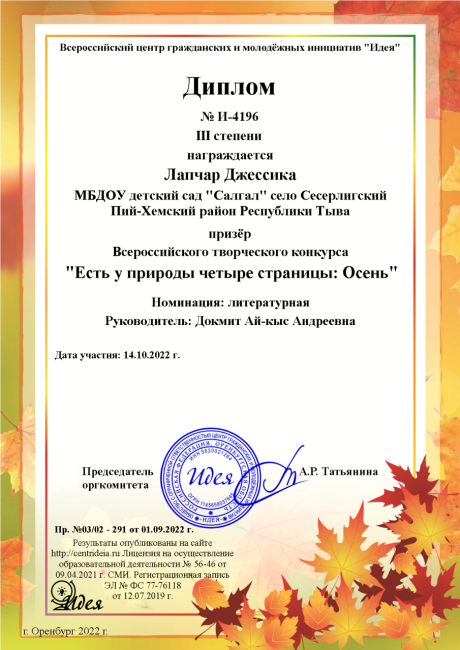 Всероссийский центр гражданских и молодёжных инициатив "Идея"
Диплом
№ И-4196
III степени
награждается
Лапчар Джессика
МБДОУ детский сад "Салгал" село Сесерлигский
Пий-Хемский район Республики Тыва
призёр
Всероссийского творческого конкурса
"Есть у природы четыре страницы: Осень"
Номинация: литературная
Руководитель: Докмит Ай-кыс Андреевна
Дата участия: 14.10.2022 г.
Идея
Председатель
оргкомитета
А.Р. Татьянина
Пр. №03/02 - 291 от 01.09.2022 г.
Результаты опубликованы на сайте
http://centrideia.ru Лицензия на осуществление
образовательной деятельности № 56-46 от
09.04.2021 г. СМИ. Регистрационная запись
ЭЛ № ФС 77-76118
от 12.07.2019 г.
Идея
г. Оренбург 2022 г.